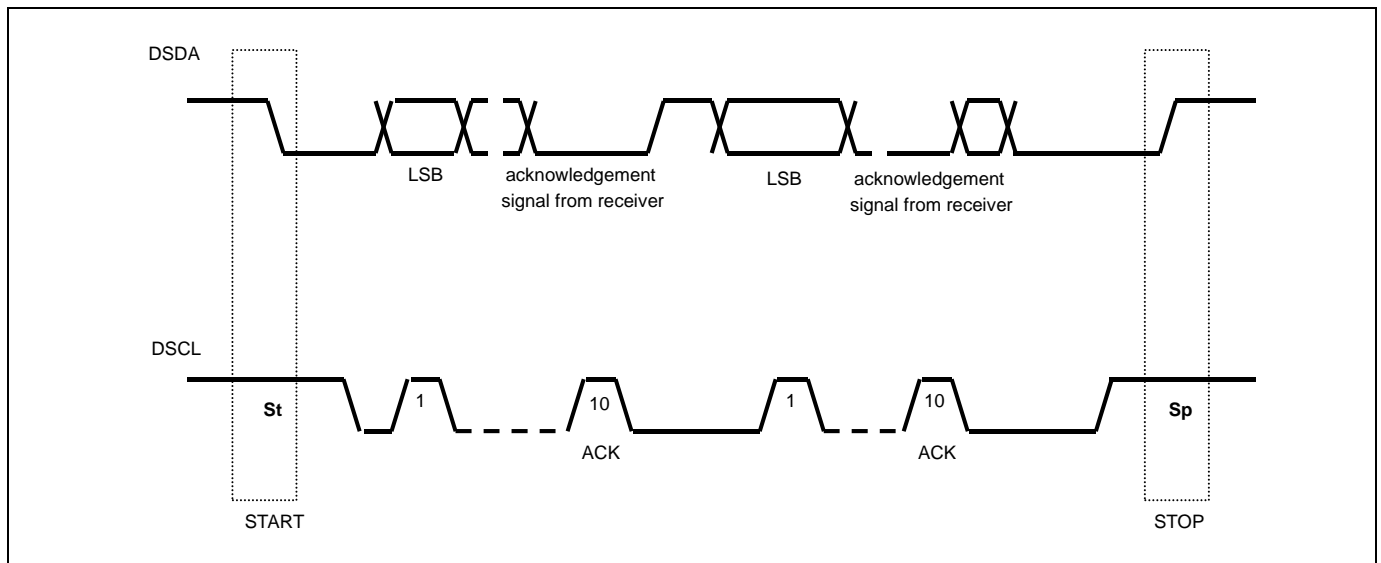 DSDA
LSB
acknowledgement
signal from receiver
LSB
acknowledgement
signal from receiver
DSCL
St
1
10
1
10
Sp
ACK
ACK
START
STOP